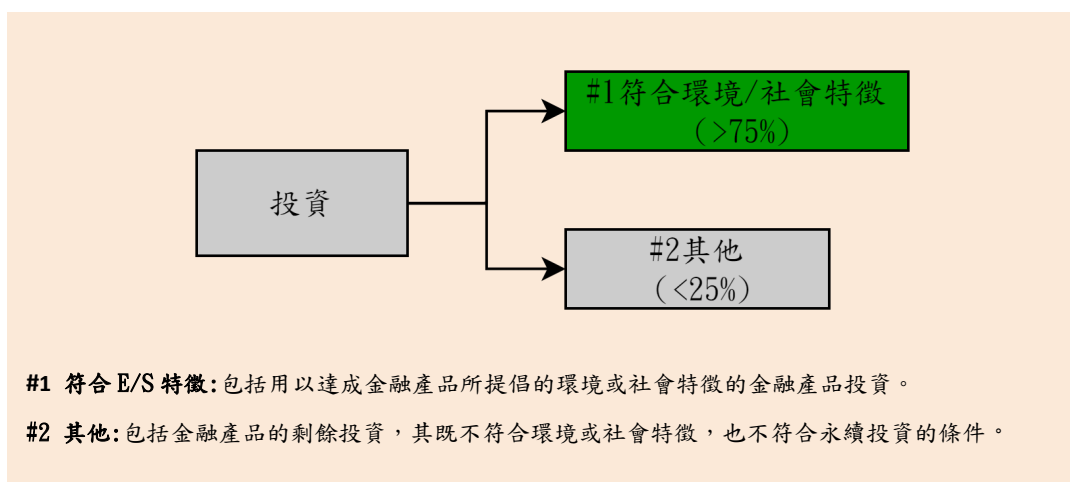 #1符合環境/社會特徵
(>75%)
投資
#2其他
(<25%)
#1 符合 E/S 特徵:包括用以達成金融產品所提倡的環境或社會特徵的金融產品投資。
#2 其他:包括金融產品的剩餘投資，其既不符合環境或社會特徵，也不符合永續投資的條件。